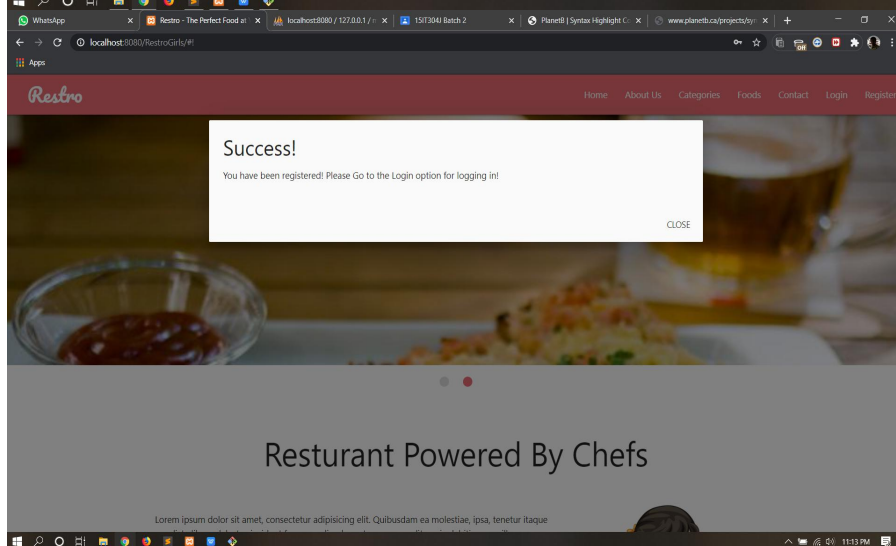 WhatsApp
Restro - The Perfect Food at
localhost:8080 / 127.0.0.1 /
15IT304J Batch 2
PlanetB | Syntax Highlight
www.planetb.ca/projects/syn
localhost:8080/RestroGirls/#!
Off
Apps
Restro
Home About Us Categories Foods Contact Login Register
Success!
You have been registered! Please Go to the Login option for logging in!
CLOSE
Resturant Powered By Chefs
Lorem ipsum dolor sit amet, consectetur adipisicing elit. Quibusdam ea molestiae, ipsa, tenetur itaque
11:13 PM